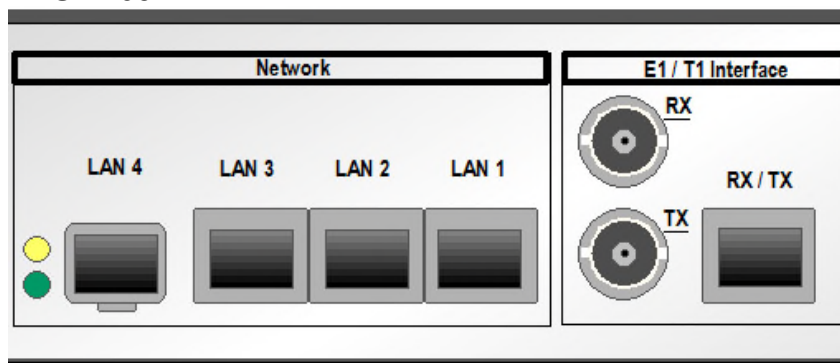 Network
E1 / T1 Interface
LAN 4
LAN 3
LAN 2
LAN 1
RX
TX
RX / TX